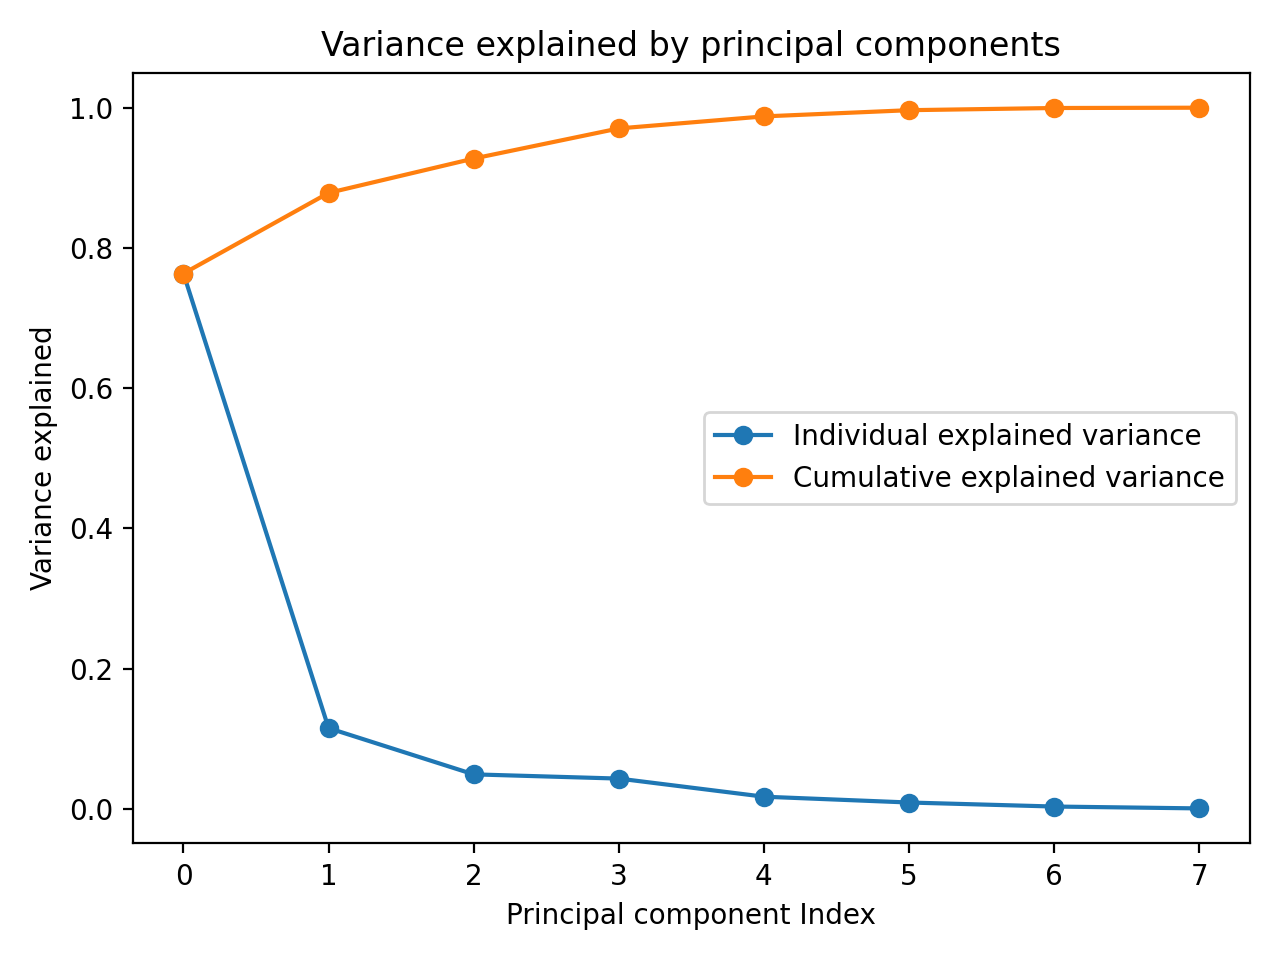 Variance explained by principal components
1.0
0.8
0.6
0.4
0.2
0.0
Variance explained
Individual explained variance
Cumulative explained variance
0 1 2 3 4 5 6 7
Principal component Index